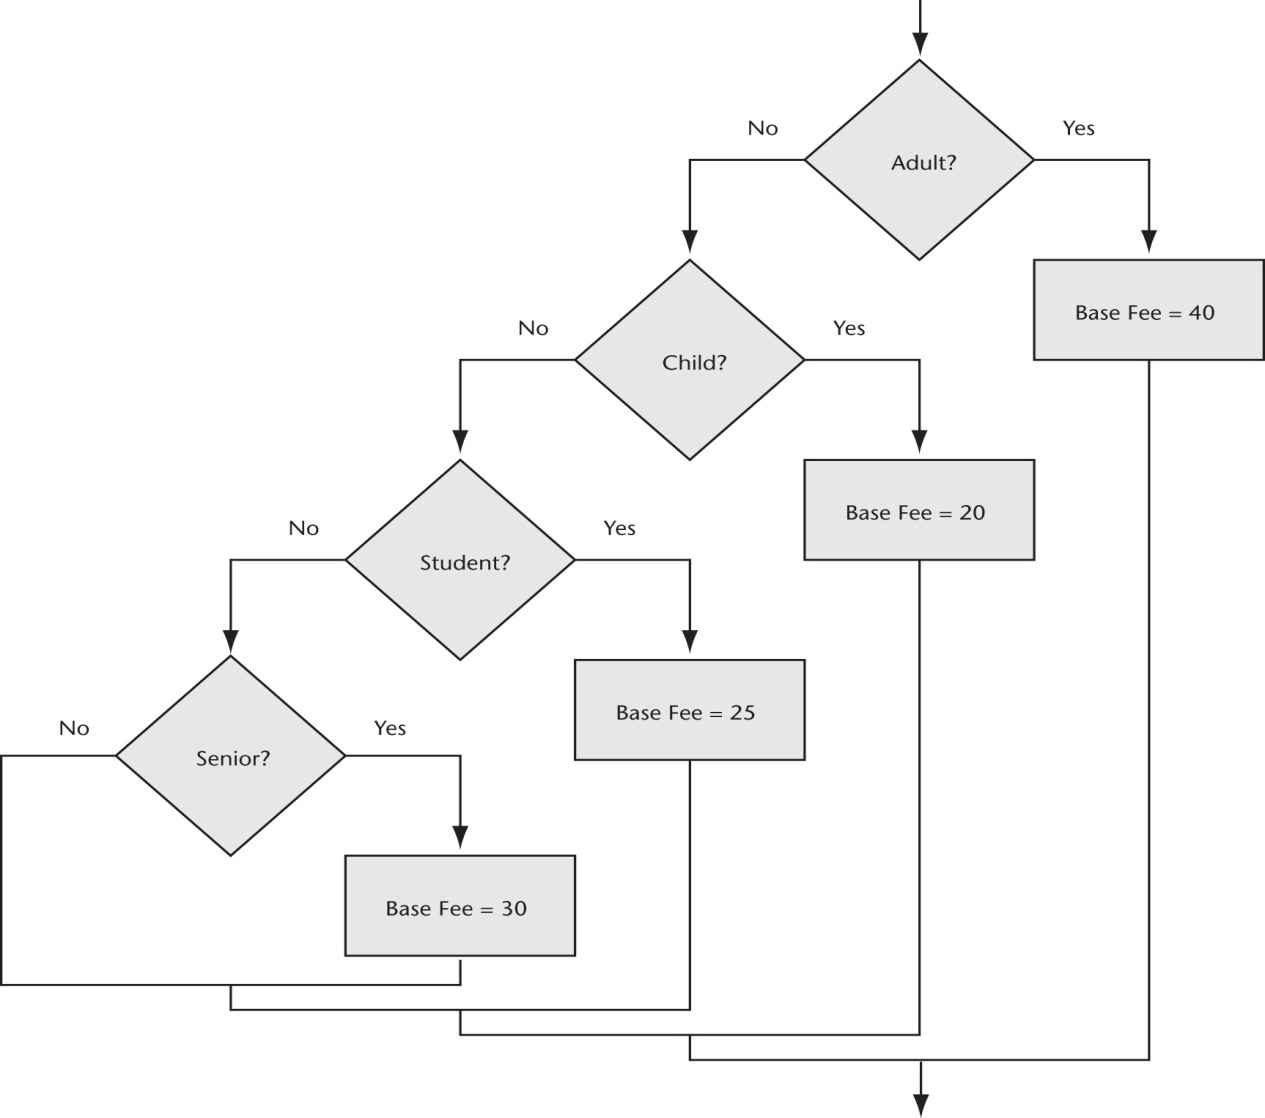 No
Yes
Adult?
Base Fee = 40
No
Yes
Child?
Base Fee = 20
No
Yes
Student?
Base Fee = 25
No
Yes
Senior?
Base Fee = 30